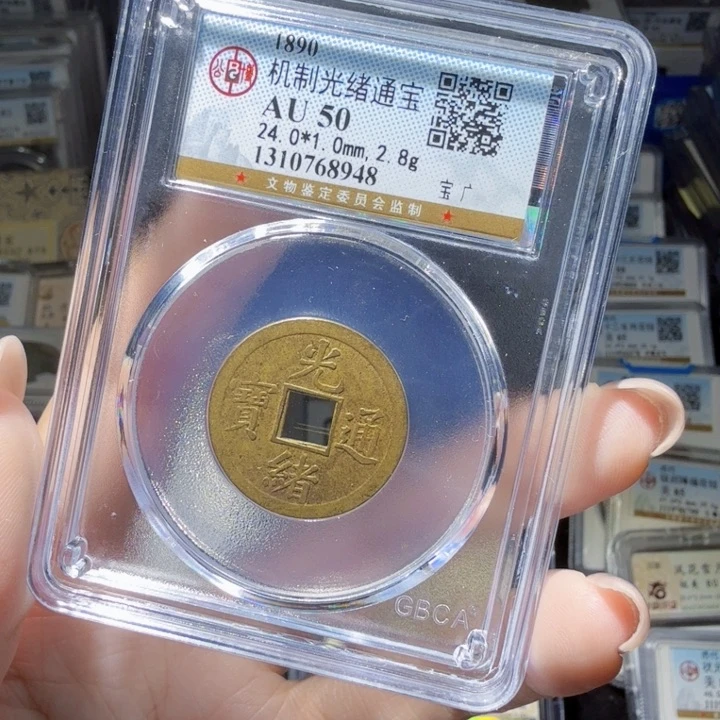 1890
机制光绪通宝
AU 50
24.0*1.0mm,2.8g
1310768948
宝广
★ 文物鉴定委员会监制 ★
光
寶 通
緒
GBCA